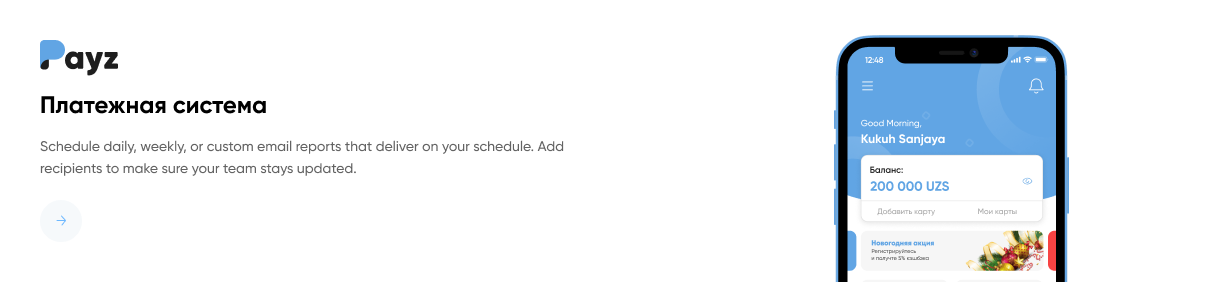 Payz
Платежная система
Schedule daily, weekly, or custom email reports that deliver on your schedule. Add
recipients to make sure your team stays updated.
12:48
Good Morning,
Kukuh Sanjaya
Баланс:
200 000 UZS
Добавить карту
Мои карты
Новогодняя акция
Регистрируйтесь
и получте 5% кэшбэка